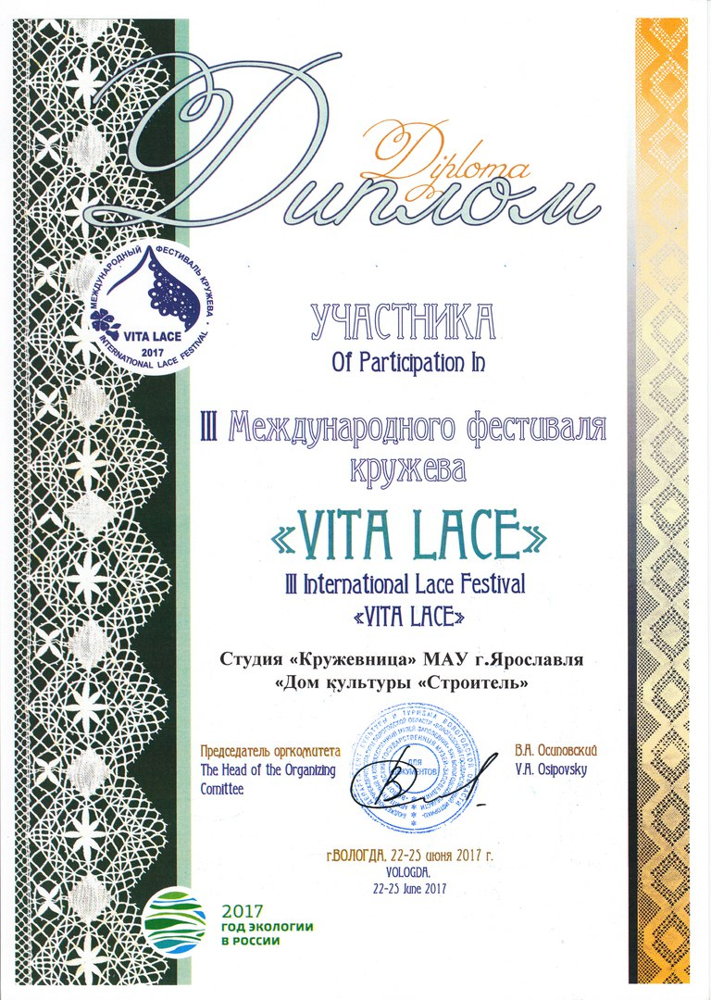 Diploma
Диплом
МЕЖДУНАРОДНЫЙ ФЕСТИВАЛЬ КРУЖЕВА
VITA LACE
2017
INTERNATIONAL LACE FESTIVAL
УЧАСТНИКА
Of Participation In
III Международного фестиваля
кружева
«VITA LACE»
III International Lace Festival
«VITA LACE»
Студия «Кружевница» МАУ г.Ярославля
«Дом культуры «Строитель»
Председатель оргкомитета
The Head of the Organizing
Comittee
ДЛЯ
ДОКУМЕНТОВ
В.А. Осиповский
V.A. Osipovsky
г.ВОЛОГДА, 22-25 июня 2017 г.
VOLOGDA,
22-25 June 2017
2017
ГОД ЭКОЛОГИИ
В РОССИИ